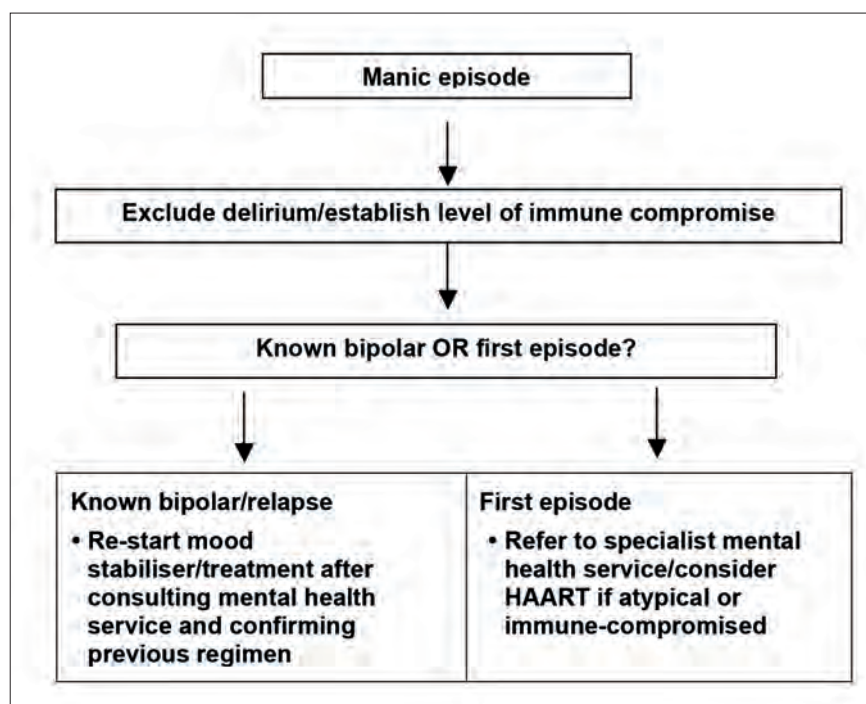 Manic episode
Exclude delirium/establish level of immune compromise
Known bipolar OR first episode?
Known bipolar/relapse
• Re-start mood
stabiliser/treatment after
consulting mental health
service and confirming
previous regimen
First episode
• Refer to specialist mental
health service/consider
HAART if atypical or
immune-compromised